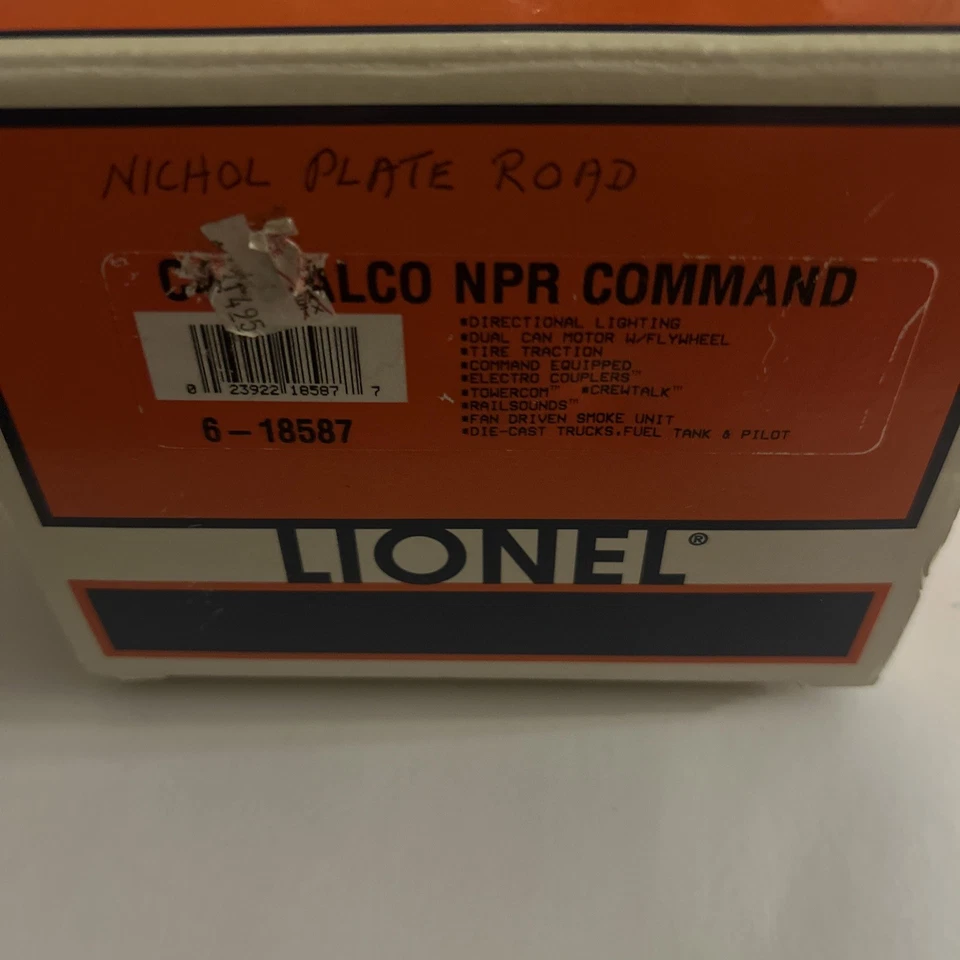 NICHOL PLATE ROAD
ALCO NPR COMMAND
▪DIRECTIONAL LIGHTING
▪DUAL CAN MOTOR W/FLYWHEEL
▪TIRE TRACTION
▪COMMAND EQUIPPED
▪ELECTRO COUPLERS™
▪TOWERCOM™ ▪CREWTALK™
▪RAILSOUNDS™
▪FAN DRIVEN SMOKE UNIT
▪DIE-CAST TRUCKS,FUEL TANK & PILOT
0 23922 18587 7
6-18587
LIONEL®